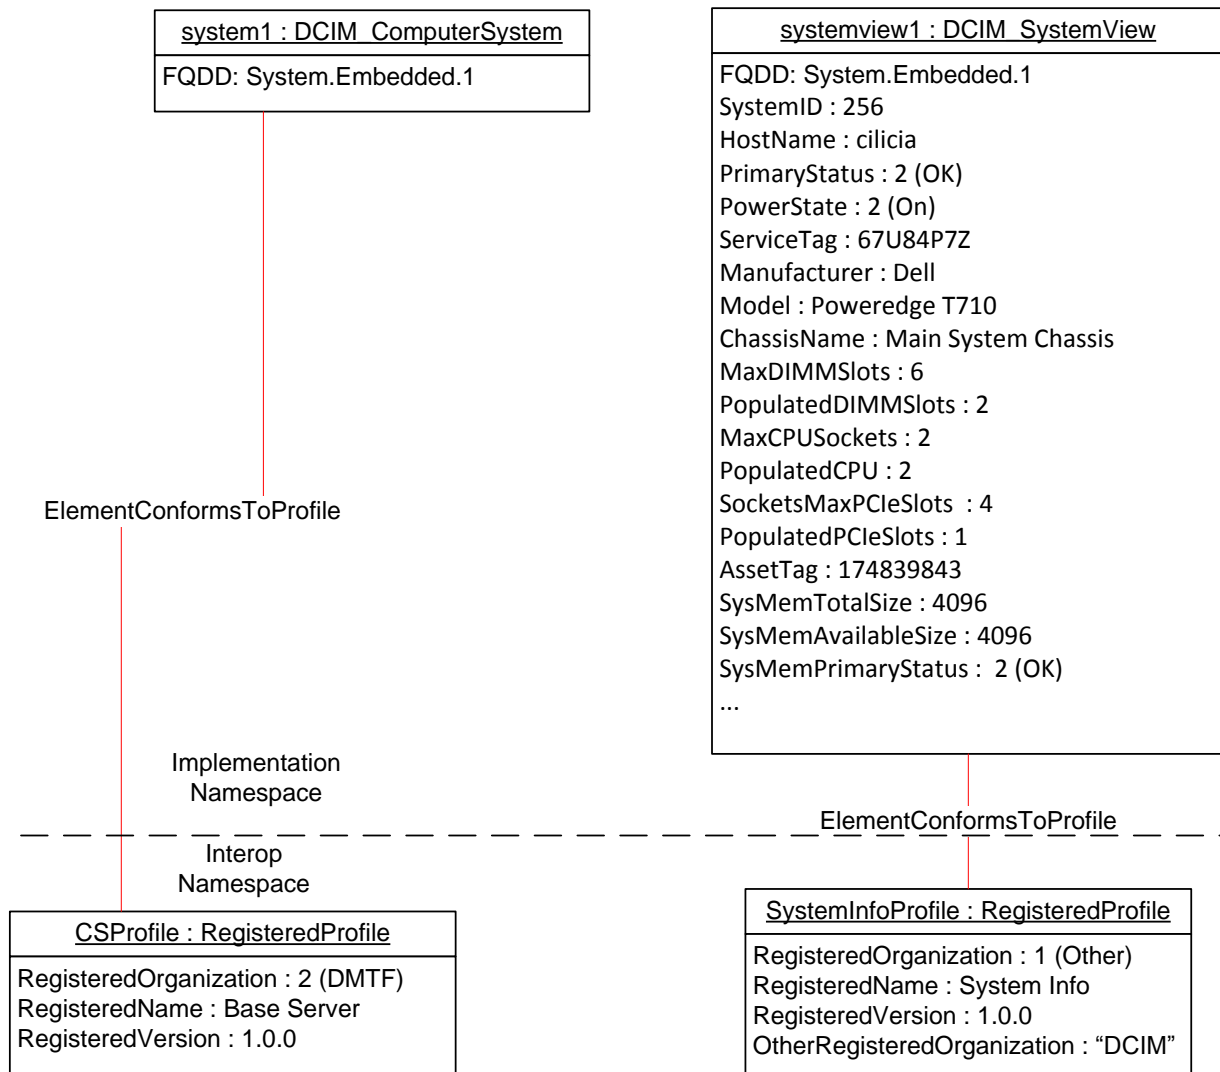 system1 : DCIM_ComputerSystem
FQDD: System.Embedded.1
systemview1 : DCIM_SystemView
FQDD: System.Embedded.1
SystemID : 256
HostName : cilicia
PrimaryStatus : 2 (OK)
PowerState : 2 (On)
ServiceTag : 67U84P7Z
Manufacturer : Dell
Model : Poweredge T710
ChassisName : Main System Chassis
MaxDIMMSlots : 6
PopulatedDIMMSlots : 2
MaxCPUSockets : 2
PopulatedCPU : 2
SocketsMaxPCIeSlots : 4
PopulatedPCIeSlots : 1
AssetTag : 174839843
SysMemTotalSize : 4096
SysMemAvailableSize : 4096
SysMemPrimaryStatus : 2 (OK)
...
ElementConformsToProfile
Implementation
Namespace
ElementConformsToProfile
Interop
Namespace
CSProfile : RegisteredProfile
RegisteredOrganization : 2 (DMTF)
RegisteredName : Base Server
RegisteredVersion : 1.0.0
SystemInfoProfile : RegisteredProfile
RegisteredOrganization : 1 (Other)
RegisteredName : System Info
RegisteredVersion : 1.0.0
OtherRegisteredOrganization : “DCIM”